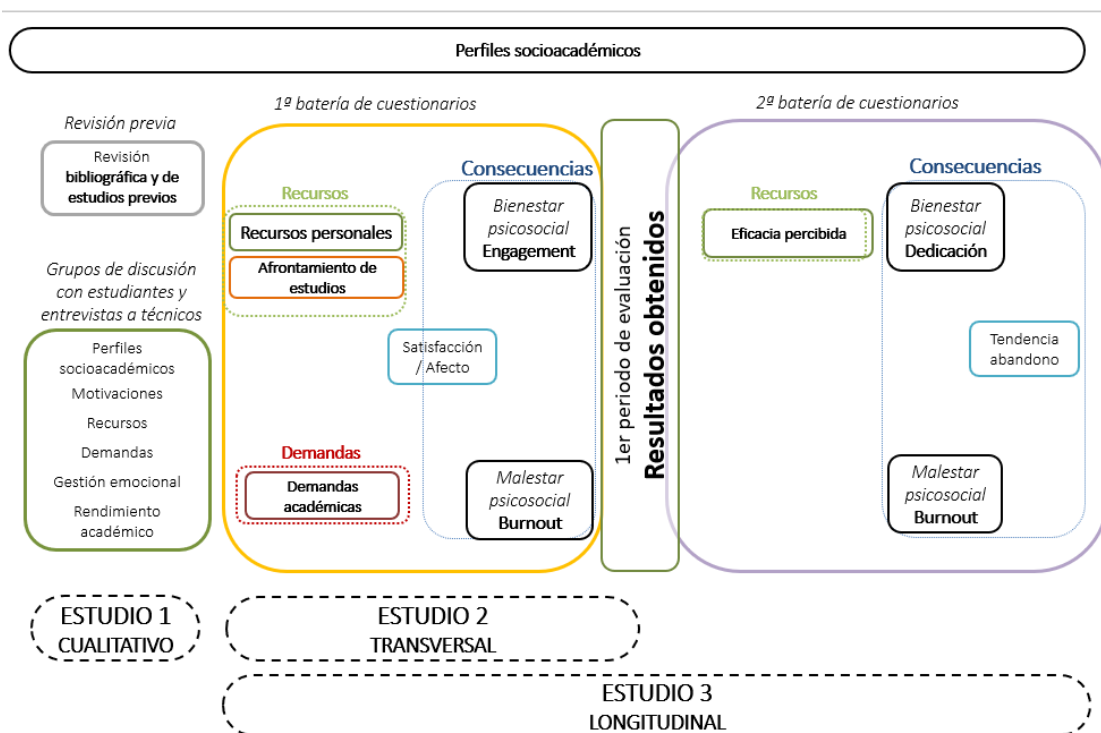 Perfiles socioacadémicos
Revisión previa
Revisión
bibliográfica y de
estudios previos
Grupos de discusión
con estudiantes y
entrevistas a técnicos
Perfiles
socioacadémicos
Motivaciones
Recursos
Demandas
Gestión emocional
Rendimiento
académico
1ª batería de cuestionarios
Recursos
Recursos personales
Afrontamiento de
estudios
Consecuencias
Bienestar
psicosocial
Engagement
Satisfacción
/ Afecto
Demandas
Demandas
académicas
Malestar
psicosocial
Burnout
1er periodo de evaluación
Resultados obtenidos
2ª batería de cuestionarios
Recursos
Eficacia percibida
Consecuencias
Bienestar
psicosocial
Dedicación
Tendencia
abandono
Malestar
psicosocial
Burnout
ESTUDIO 1
CUALITATIVO
ESTUDIO 2
TRANSVERSAL
ESTUDIO 3
LONGITUDINAL